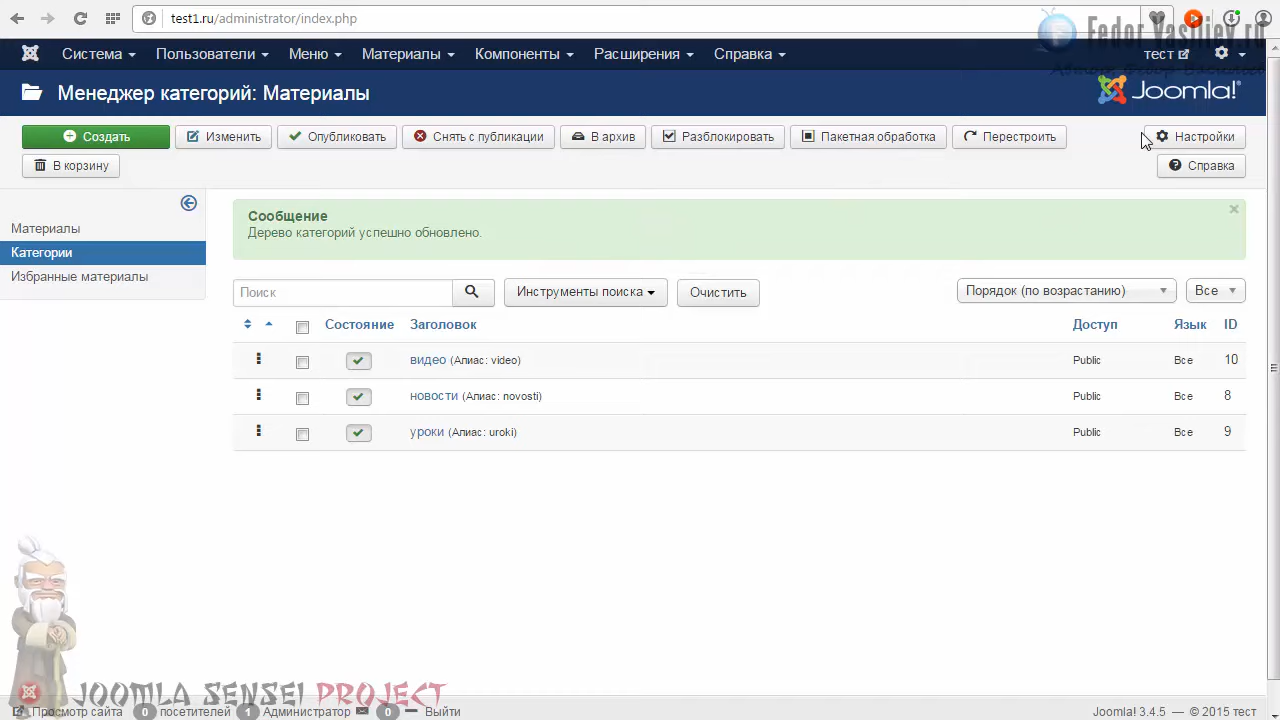 test1.ru/administrator/index.php
Fedor Vasiliev.ru
Система Пользователи Меню Материалы Компоненты Расширения Справка тест
Менеджер категорий: Материалы
Joomla!
Создать Изменить Опубликовать Снять с публикации В архив Разблокировать Пакетная обработка Перестроить Настройки
В корзину Справка
Материалы
Категории
Избранные материалы
Сообщение
Дерево категорий успешно обновлено.
Поиск Инструменты поиска Очистить Порядок (по возрастанию) Все
Состояние Заголовок Доступ Язык ID
видео (Алиас: video) Public Все 10
новости (Алиас: novosti) Public Все 8
уроки (Алиас: uroki) Public Все 9
JOOMLA SENSEI PROJECT
Просмотр сайта 0 посетителей 1 Администратор 0 Выйти Joomla! 3.4.5 — © 2015 тест